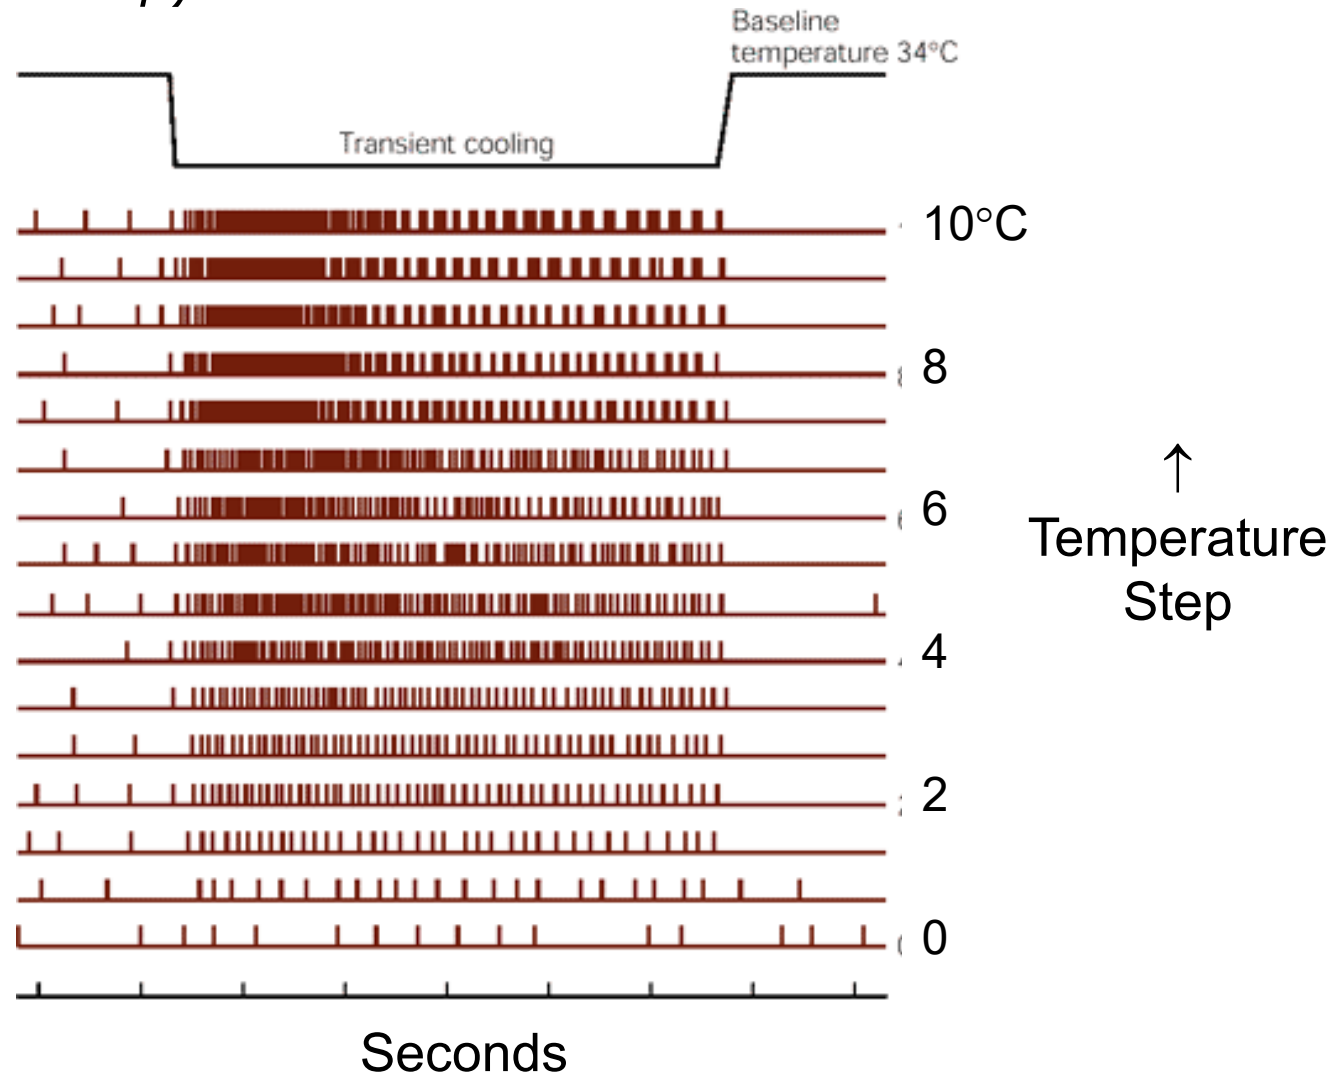 Baseline
temperature 34°C
Transient cooling
10°C
8
6
4
2
0
↑
Temperature
Step
Seconds